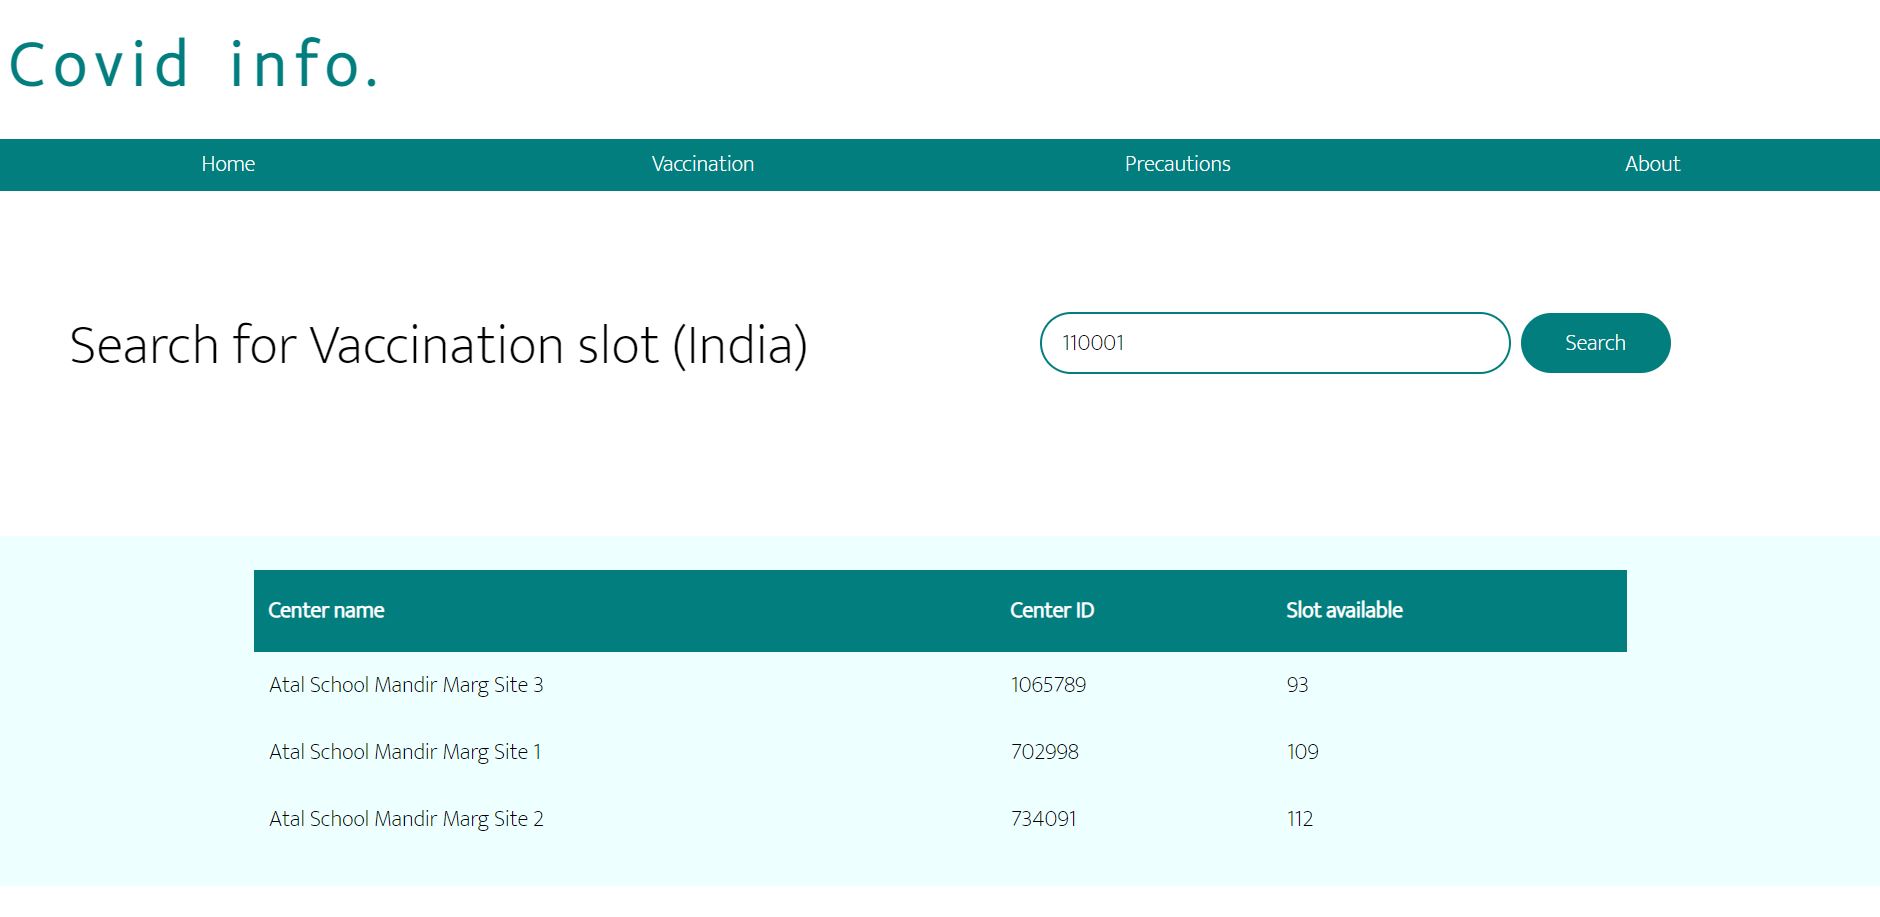 Covid info.
Home Vaccination Precautions About
Search for Vaccination slot (India) 110001 Search
Center name Center ID Slot available
Atal School Mandir Marg Site 3 1065789 93
Atal School Mandir Marg Site 1 702998 109
Atal School Mandir Marg Site 2 734091 112